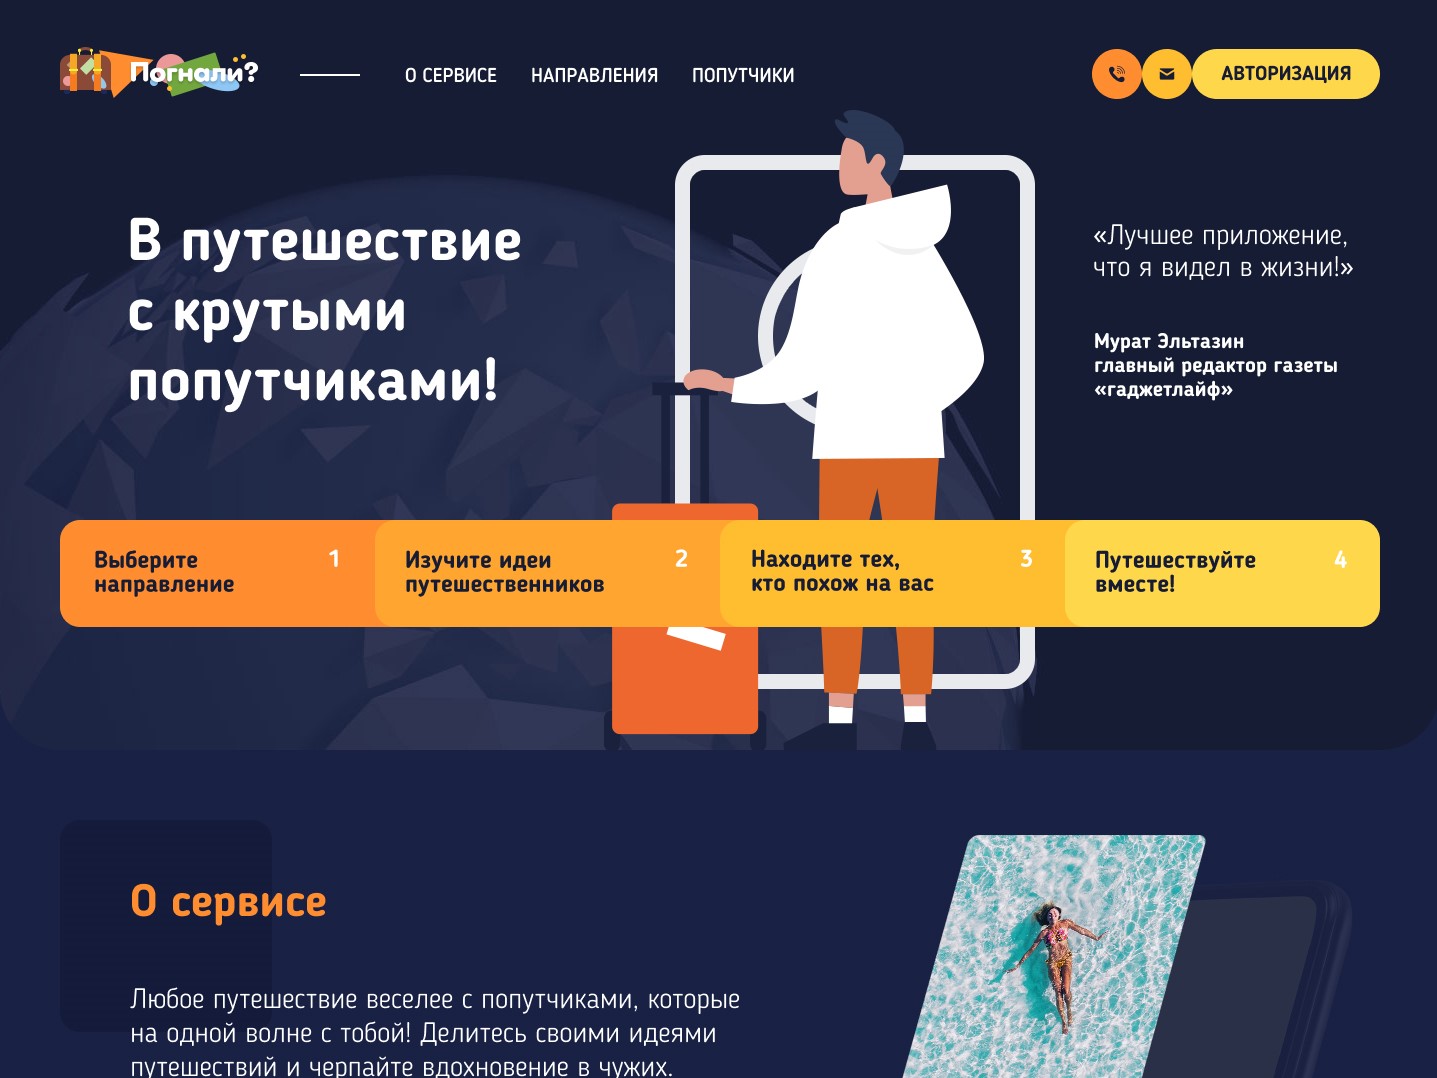 Погнали?
О СЕРВИСЕ
НАПРАВЛЕНИЯ
ПОПУТЧИКИ
АВТОРИЗАЦИЯ
В путешествие
с крутыми
попутчиками!
«Лучшее приложение,
что я видел в жизни!»
Мурат Эльтазин
главный редактор газеты
«гаджетлайф»
Выберите
направление
1
Изучите идеи
путешественников
2
Находите тех,
кто похож на вас
3
Путешествуйте
вместе!
4
О сервисе
Любое путешествие веселее с попутчиками, которые
на одной волне с тобой! Делитесь своими идеями
путешествий и черпайте вдохновение в чужих.